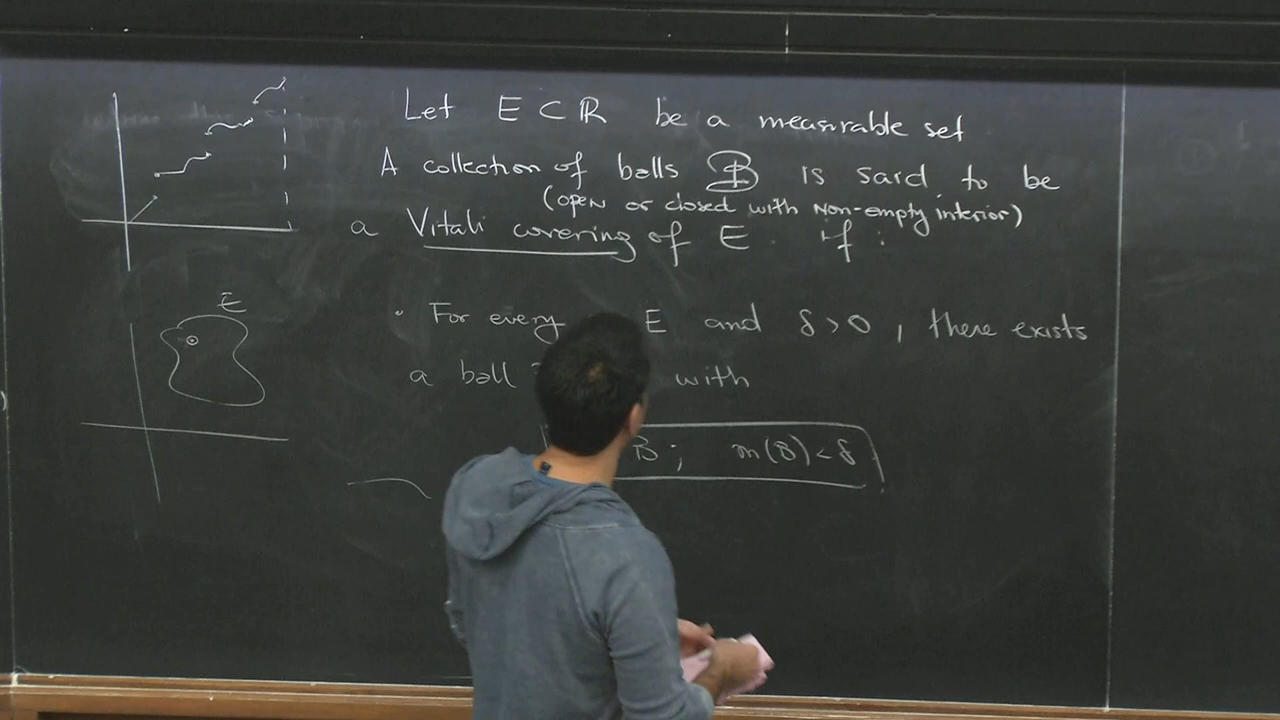 Let E ⊂ ℝ be a measurable set
A collection of balls 𝔹 is said to be
(open or closed with non-empty interior)
a Vitali covering of E if :
E
• For every E and δ > 0 , there exists
a ball with
B ; m(B) < δ